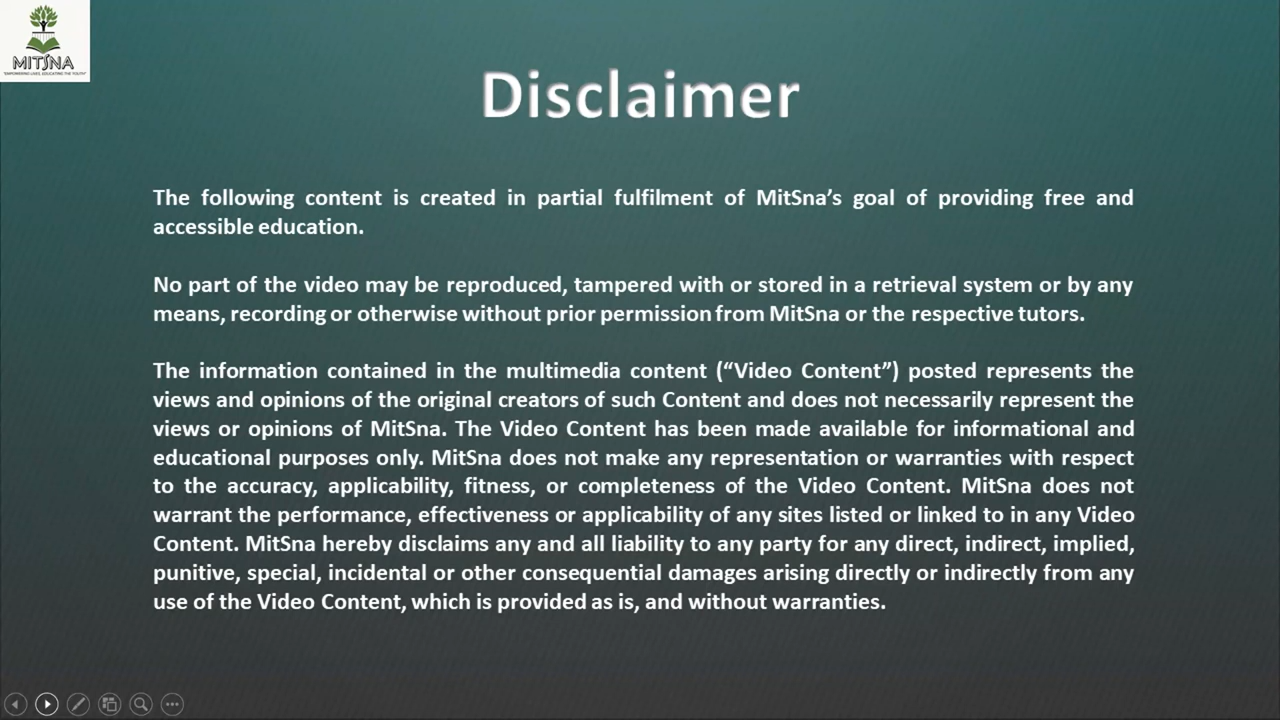 MITSNA
"EMPOWERING LIVES, EDUCATING THE YOUTH"
Disclaimer
The following content is created in partial fulfilment of MitSna’s goal of providing free and
accessible education.
No part of the video may be reproduced, tampered with or stored in a retrieval system or by any
means, recording or otherwise without prior permission from MitSna or the respective tutors.
The information contained in the multimedia content (“Video Content”) posted represents the
views and opinions of the original creators of such Content and does not necessarily represent the
views or opinions of MitSna. The Video Content has been made available for informational and
educational purposes only. MitSna does not make any representation or warranties with respect
to the accuracy, applicability, fitness, or completeness of the Video Content. MitSna does not
warrant the performance, effectiveness or applicability of any sites listed or linked to in any Video
Content. MitSna hereby disclaims any and all liability to any party for any direct, indirect, implied,
punitive, special, incidental or other consequential damages arising directly or indirectly from any
use of the Video Content, which is provided as is, and without warranties.